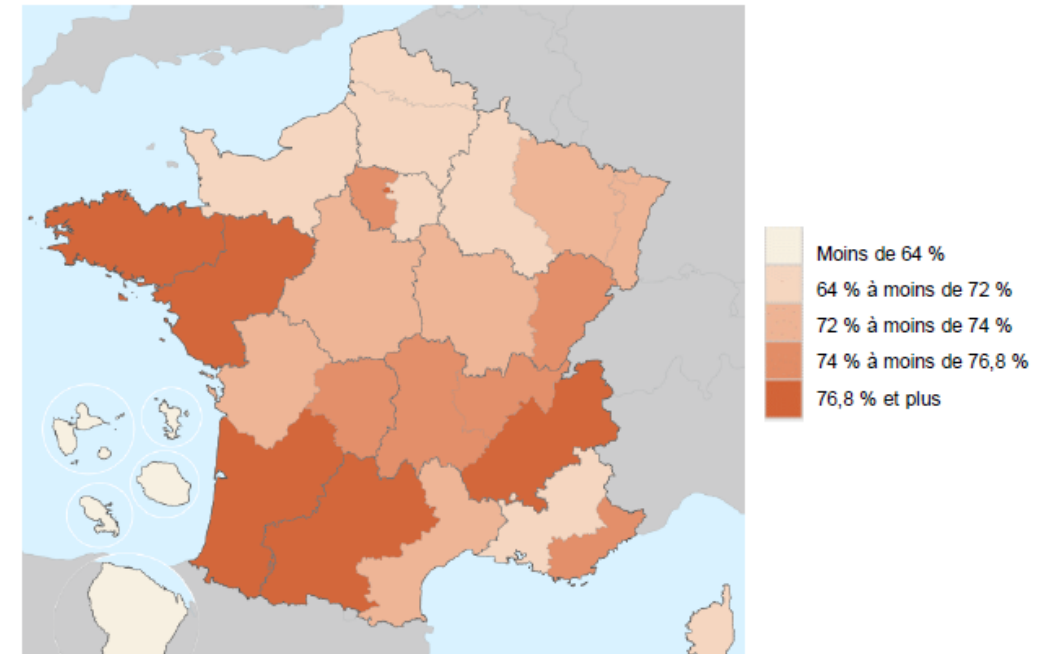 Moins de 64 %
64 % à moins de 72 %
72 % à moins de 74 %
74 % à moins de 76,8 %
76,8 % et plus